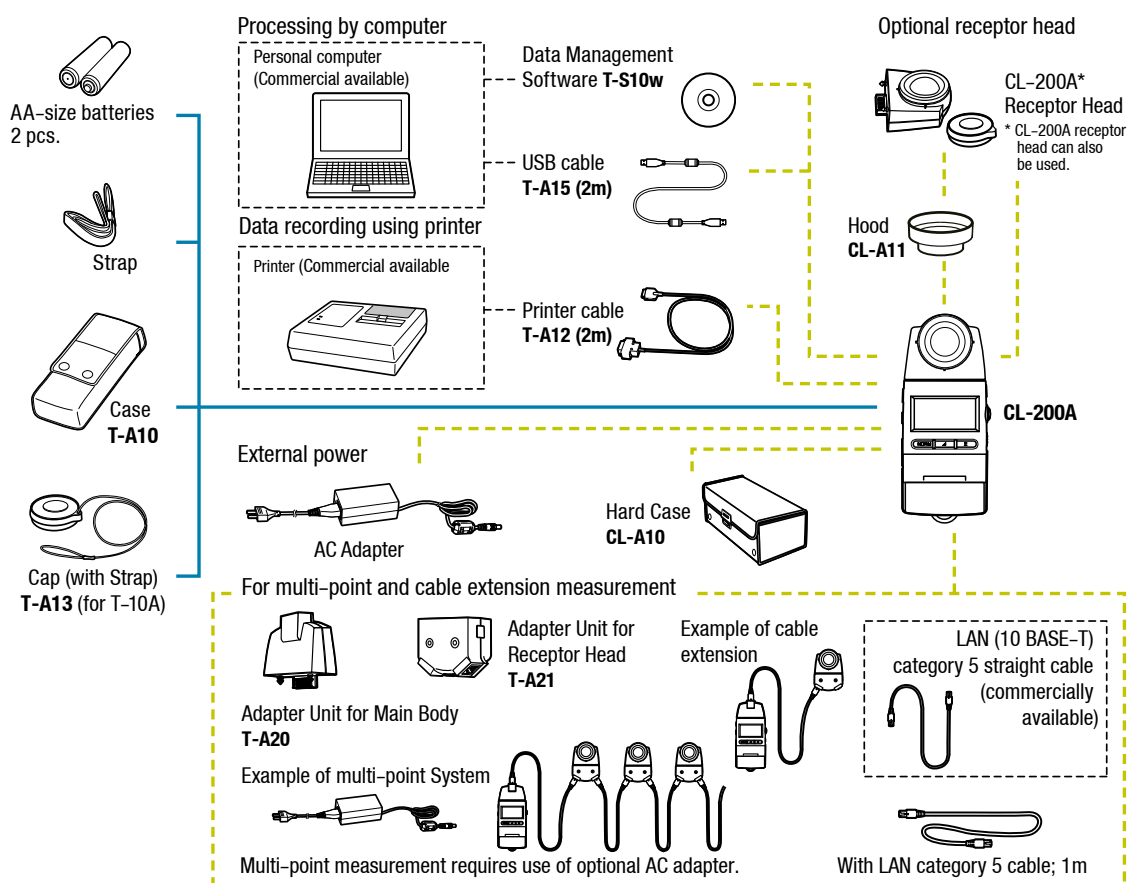 Processing by computer
Personal computer
(Commercial available)
Data Management
Software T-S10w
USB cable
T-A15 (2m)
Data recording using printer
Printer (Commercial available
Printer cable
T-A12 (2m)
Optional receptor head
CL-200A*
Receptor Head
* CL-200A receptor
head can also
be used.
Hood
CL-A11
CL-200A
AA-size batteries
2 pcs.
Strap
Case
T-A10
Cap (with Strap)
T-A13 (for T-10A)
External power
AC Adapter
Hard Case
CL-A10
For multi-point and cable extension measurement
Adapter Unit for Main Body
T-A20
Adapter Unit for
Receptor Head
T-A21
Example of cable
extension
LAN (10 BASE-T)
category 5 straight cable
(commercially
available)
Example of multi-point System
Multi-point measurement requires use of optional AC adapter.
With LAN category 5 cable; 1m